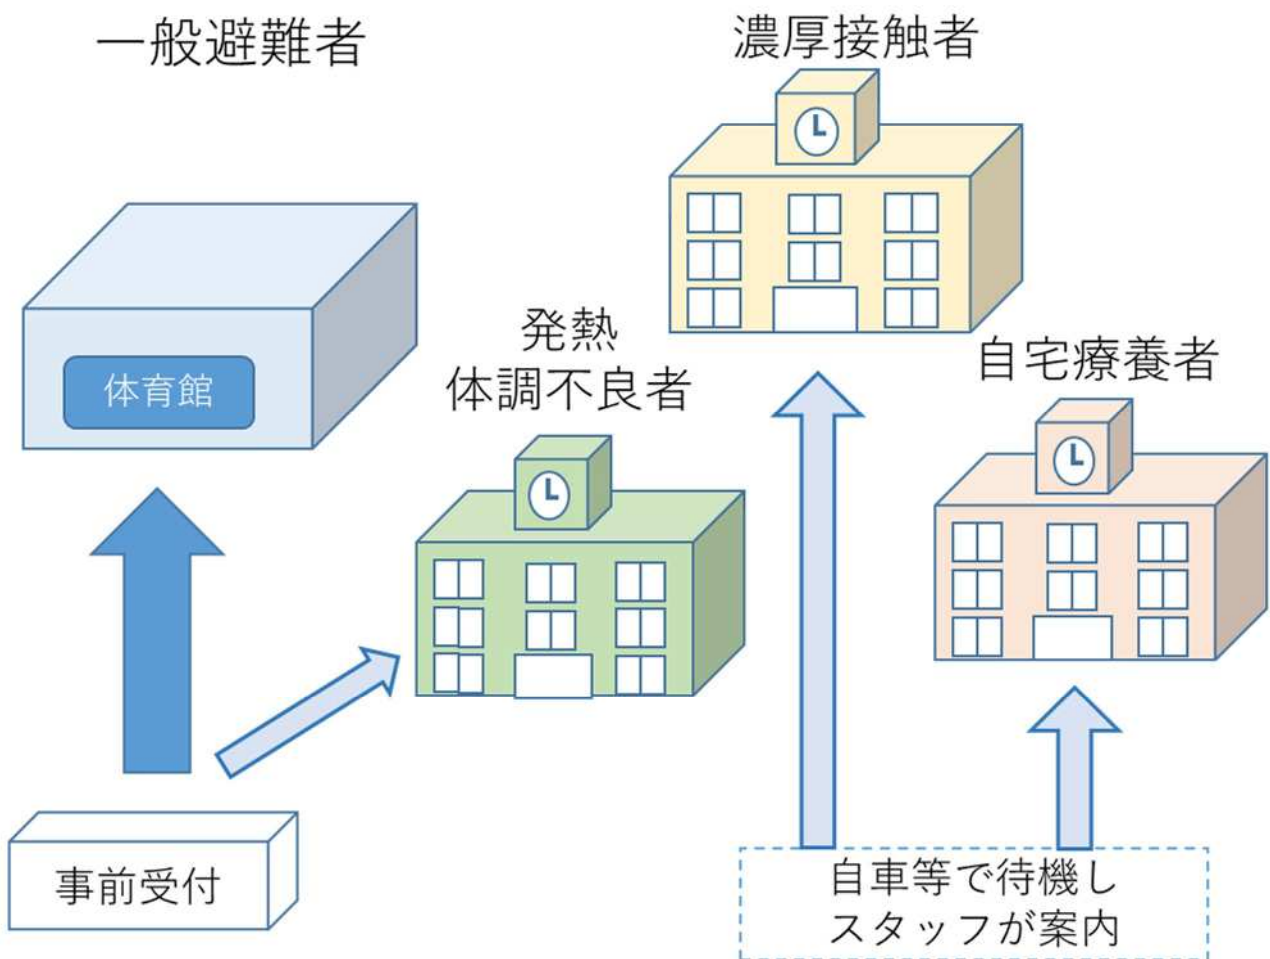 一般避難者
濃厚接触者
体育館
発熱
体調不良者
自宅療養者
事前受付
自車等で待機し
スタッフが案内